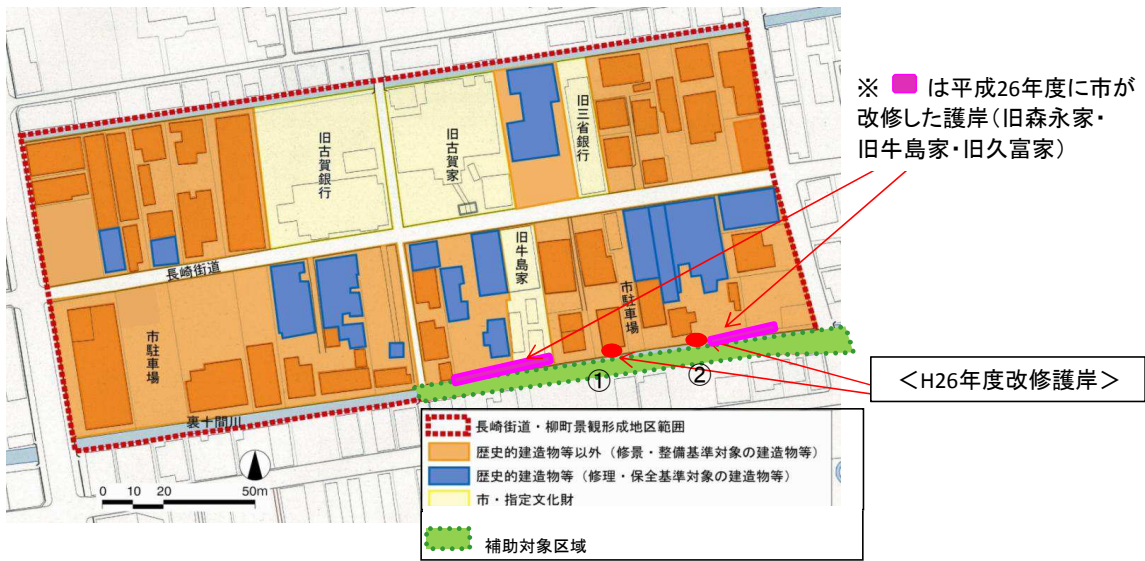 ※ は平成26年度に市が
改修した護岸(旧森永家・
旧牛島家・旧久富家)
旧古賀銀行
旧古賀家
旧三省銀行
長崎街道
旧牛島家
市駐車場
市駐車場
裏十間川
①
②
<H26年度改修護岸>
0 10 20 50m
長崎街道・柳町景観形成地区範囲
歴史的建造物等以外(修景・整備基準対象の建造物等)
歴史的建造物等(修理・保全基準対象の建造物等)
市・指定文化財
補助対象区域